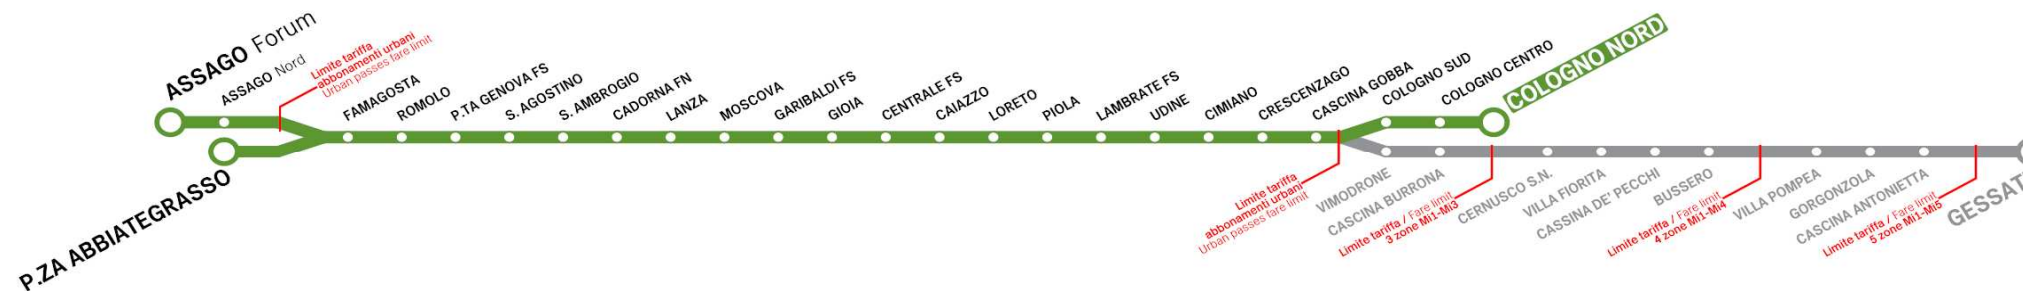 ASSAGO Forum
ASSAGO Nord
Limite tariffa
abbonamenti urbani
Urban passes fare limit
P.ZA ABBIATEGRASSO
FAMAGOSTA
ROMOLO
P.TA GENOVA FS
S. AGOSTINO
S. AMBROGIO
CADORNA FN
LANZA
MOSCOVA
GARIBALDI FS
GIOIA
CENTRALE FS
CAIAZZO
LORETO
PIOLA
LAMBRATE FS
UDINE
CIMIANO
CRESCENZAGO
CASCINA GOBBA
COLOGNO SUD
COLOGNO CENTRO
COLOGNO NORD
Limite tariffa
abbonamenti urbani
Urban passes fare limit
VIMODRONE
CASCINA BURRONA
Limite tariffa / Fare limit
3 zone Mi1-Mi3
CERNUSCO S.N.
VILLA FIORITA
CASSINA DE' PECCHI
BUSSERO
Limite tariffa / Fare limit
4 zone Mi1-Mi4
VILLA POMPEA
GORGONZOLA
CASCINA ANTONIETTA
Limite tariffa / Fare limit
5 zone Mi1-Mi5
GESSAT